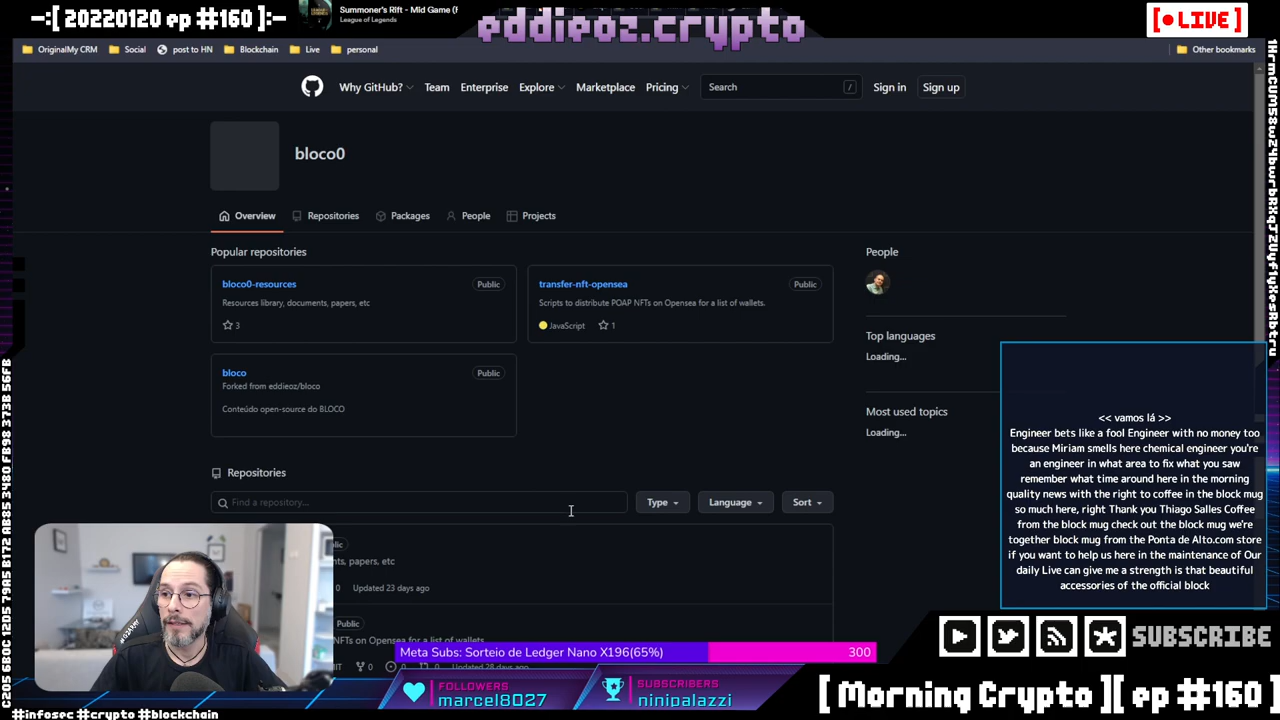 -:[ 20220120 ep #160 ]:-
Summoner's Rift - Mid Game (F
League of Legends
eddieoz.crypto
[● LIVE]
OriginalMy CRM
Social
post to HN
Blockchain
Live
personal
Other bookmarks
Why GitHub?
Team
Enterprise
Explore
Marketplace
Pricing
Search
/
Sign in
Sign up
bloco0
Overview
Repositories
Packages
People
Projects
Popular repositories
bloco0-resources
Public
Resources library, documents, papers, etc
3
transfer-nft-opensea
Public
Scripts to distribute POAP NFTs on Opensea for a list of wallets.
JavaScript
1
bloco
Public
Forked from eddieoz/bloco
Conteúdo open-source do BLOCO
People
Top languages
Loading...
Most used topics
Loading...
Repositories
Find a repository...
Type
Language
Sort
nts, papers, etc
0
Updated 23 days ago
Public
NFTs on Opensea for a list of wallets.
0
Updated 28 days ago
<< vamos lá >>
Engineer bets like a fool Engineer with no money too
because Miriam smells here chemical engineer you're
an engineer in what area to fix what you saw
remember what time around here in the morning
quality news with the right to coffee in the block mug
so much here, right Thank you Thiago Salles Coffee
from the block mug check out the block mug we're
together block mug from the Ponta de Alto.com store
if you want to help us here in the maintenance of Our
daily Live can give me a strength is that beautiful
accessories of the official block
Meta Subs: Sorteio de Ledger Nano X196(65%)
300
FOLLOWERS
marcel8027
SUBSCRIBERS
ninipalazzi
SUBSCRIBE
[ Morning Crypto ][ ep #160 ]
#infosec #crypto #blockchain